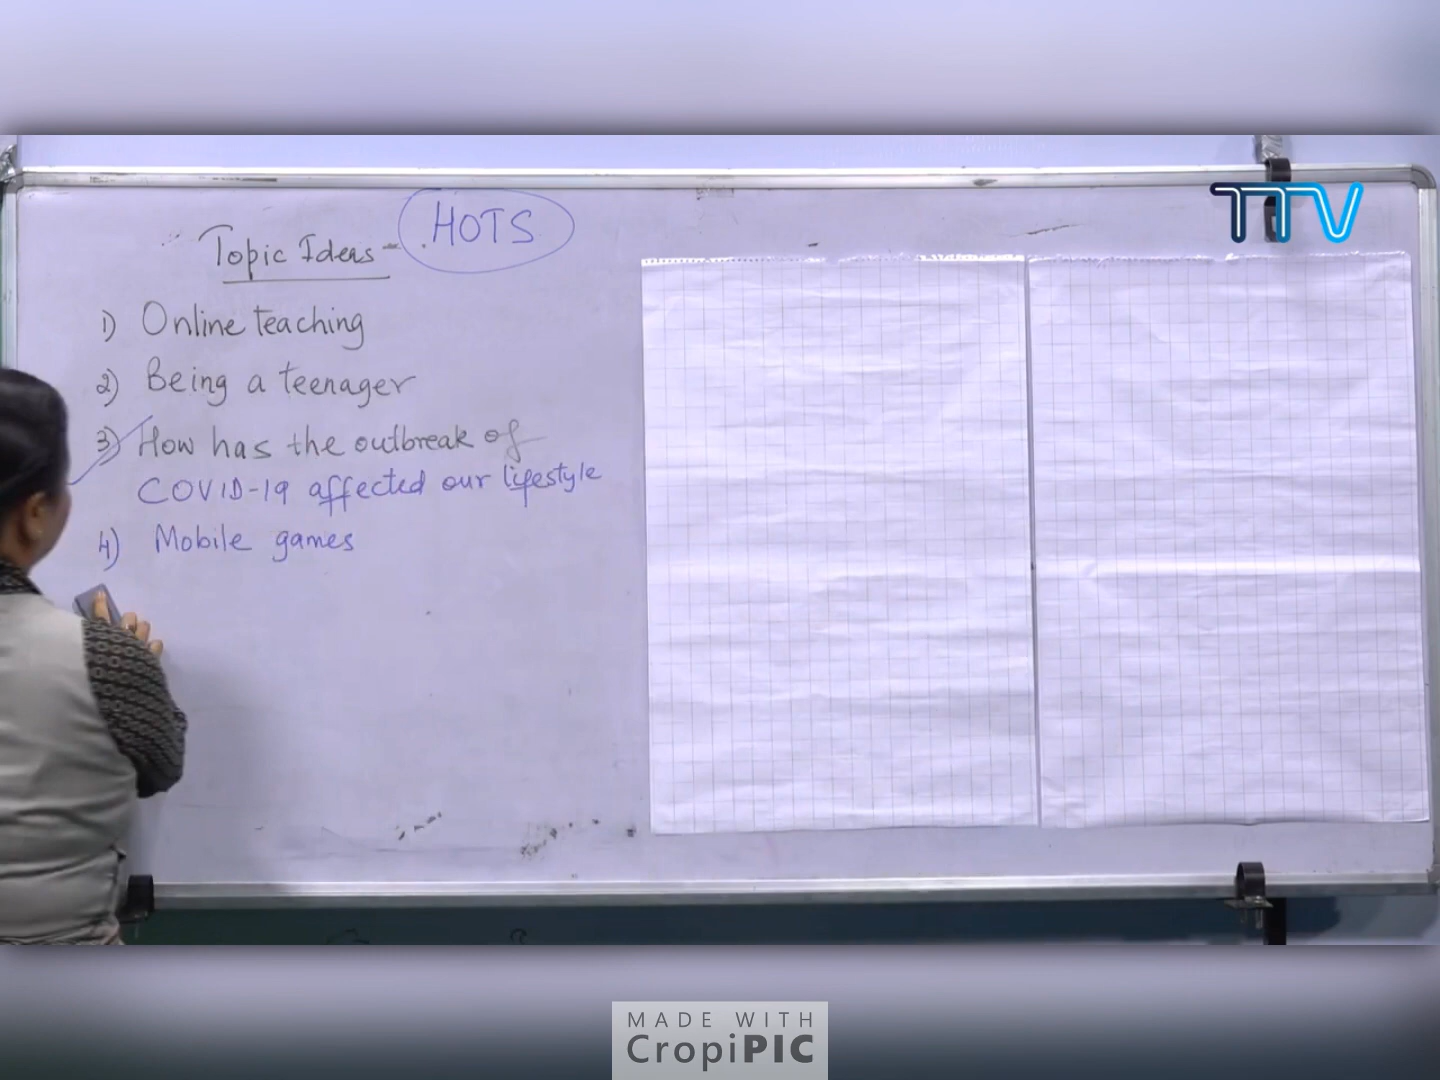 TTV
Topic Ideas - HOTS
1) Online teaching
2) Being a teenager
3) How has the outbreak of
COVID-19 affected our lifestyle
4) Mobile games
MADE WITH
CropiPIC